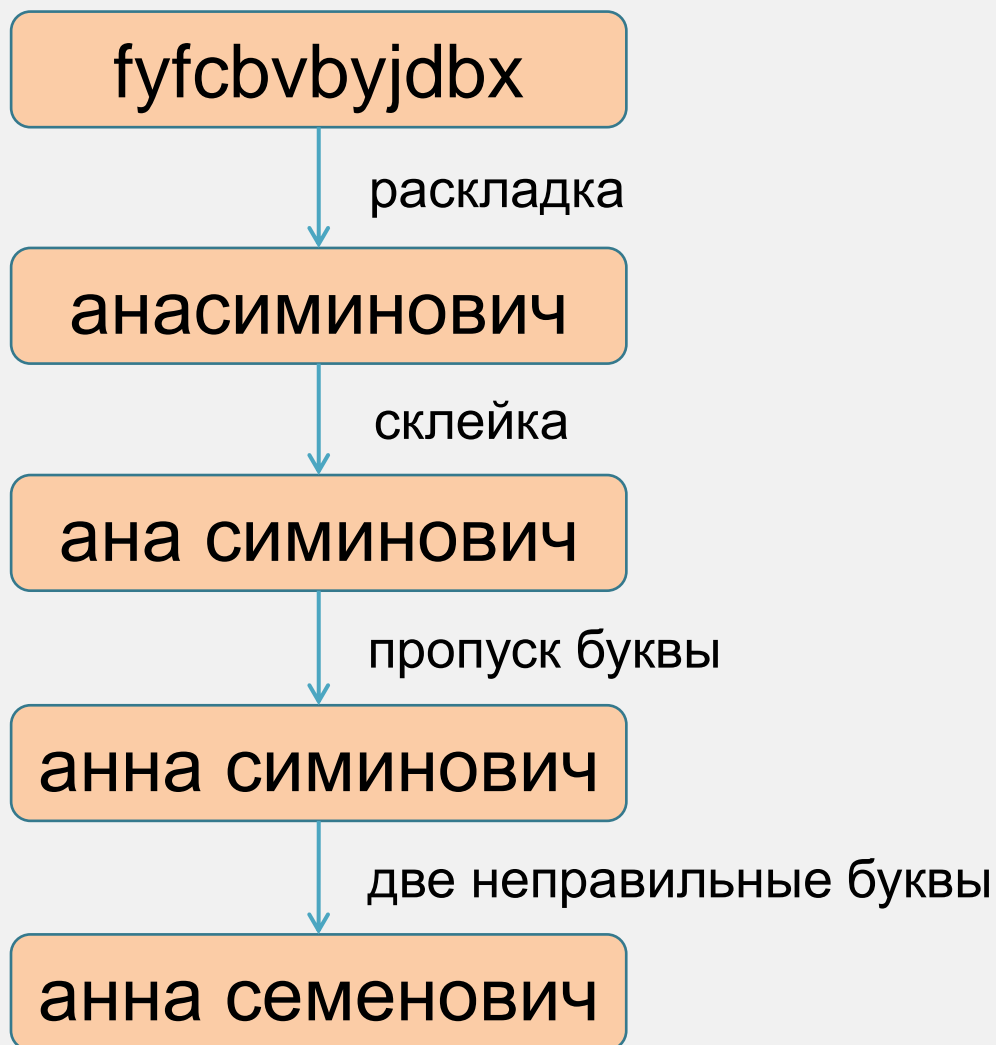 fyfcbvbyjdbx
раскладка
анасиминович
склейка
ана симинович
пропуск буквы
анна симинович
две неправильные буквы
анна семенович